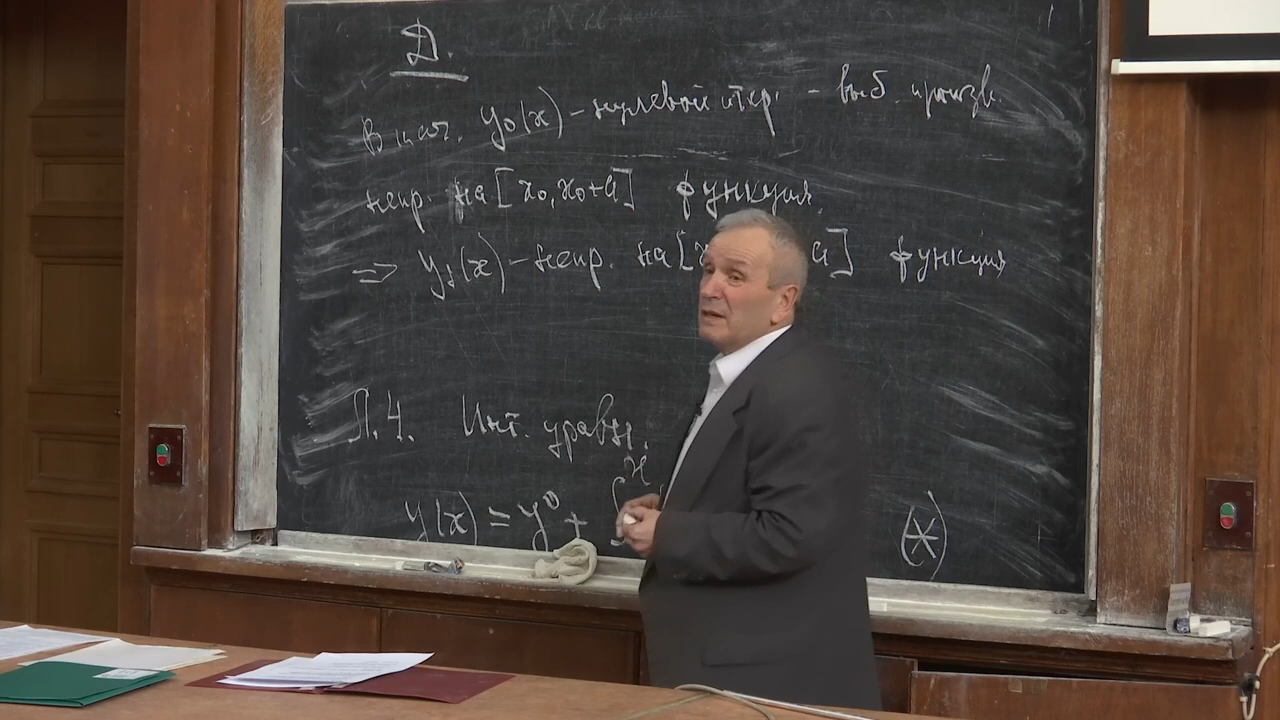 Д.
В кач. y₀(x) – нулевой итер. – выб. произв.
непр. на [x₀, x₀+a] функция.
=> y₁(x) – непр. на [x a] функция
Л.4. Инт. уравн.
y(x) = y⁰ + ∫ x (*)